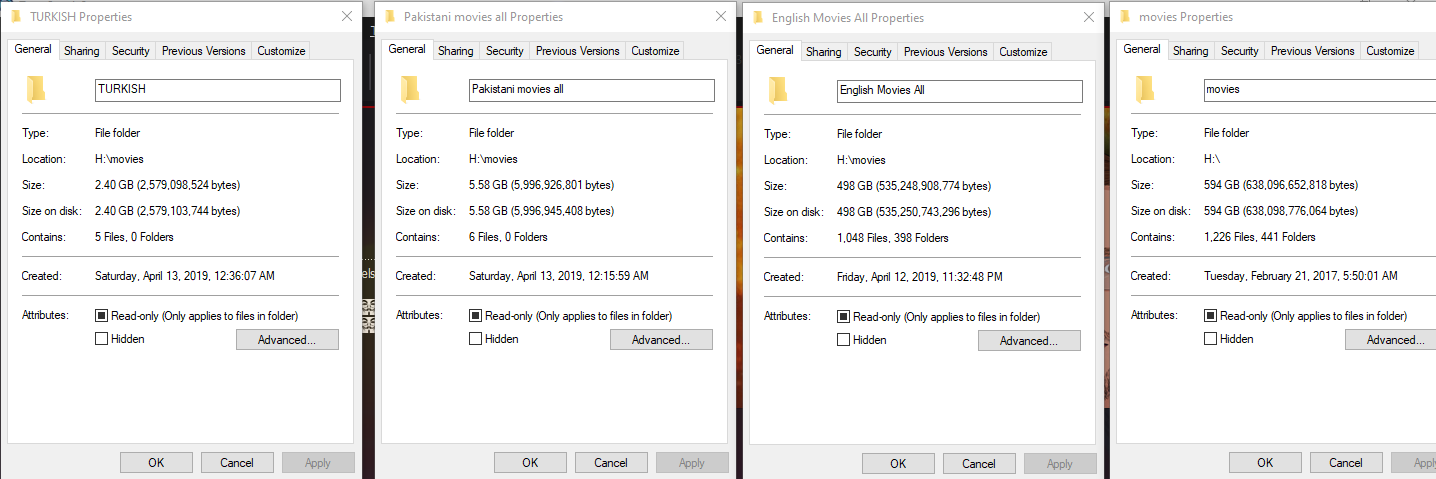 TURKISH Properties
General Sharing Security Previous Versions Customize
TURKISH
Type: File folder
Location: H:\movies
Size: 2.40 GB (2,579,098,524 bytes)
Size on disk: 2.40 GB (2,579,103,744 bytes)
Contains: 5 Files, 0 Folders
Created: Saturday, April 13, 2019, 12:36:07 AM
Attributes: Read-only (Only applies to files in folder)
Hidden Advanced...
OK Cancel Apply
Pakistani movies all Properties
General Sharing Security Previous Versions Customize
Pakistani movies all
Type: File folder
Location: H:\movies
Size: 5.58 GB (5,996,926,801 bytes)
Size on disk: 5.58 GB (5,996,945,408 bytes)
Contains: 6 Files, 0 Folders
Created: Saturday, April 13, 2019, 12:15:59 AM
Attributes: Read-only (Only applies to files in folder)
Hidden Advanced...
OK Cancel Apply
English Movies All Properties
General Sharing Security Previous Versions Customize
English Movies All
Type: File folder
Location: H:\movies
Size: 498 GB (535,248,908,774 bytes)
Size on disk: 498 GB (535,250,743,296 bytes)
Contains: 1,048 Files, 398 Folders
Created: Friday, April 12, 2019, 11:32:48 PM
Attributes: Read-only (Only applies to files in folder)
Hidden Advanced...
OK Cancel Apply
movies Properties
General Sharing Security Previous Versions Customize
movies
Type: File folder
Location: H:\
Size: 594 GB (638,096,652,818 bytes)
Size on disk: 594 GB (638,098,776,064 bytes)
Contains: 1,226 Files, 441 Folders
Created: Tuesday, February 21, 2017, 5:50:01 AM
Attributes: Read-only (Only applies to files in folder)
Hidden Advanced...
OK Cancel